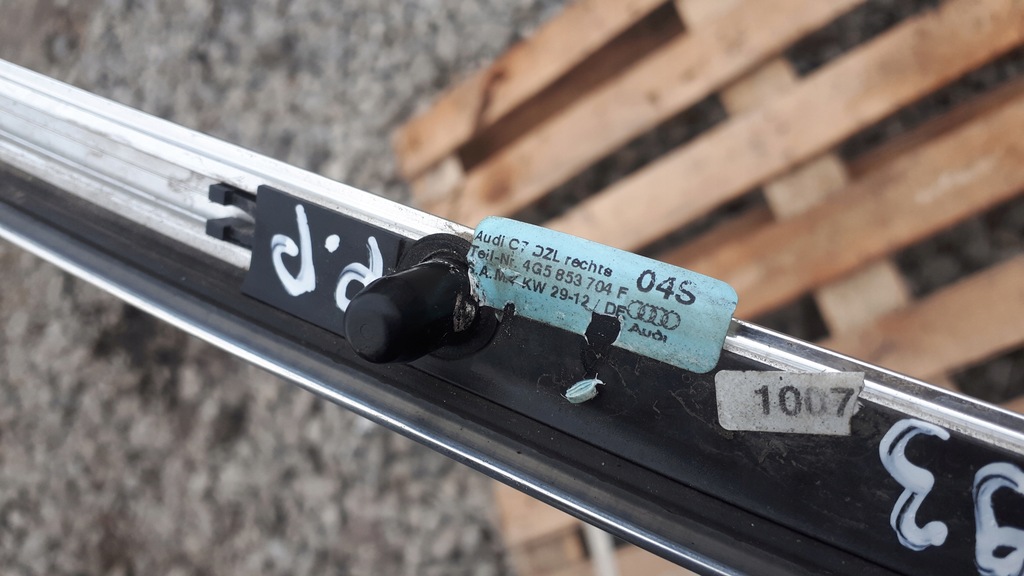 P.P
Audi C7 DZL rechts
Teil-Nr. 4G5 853 704 F
KW 29-12 / DE
04S
Audi
1007